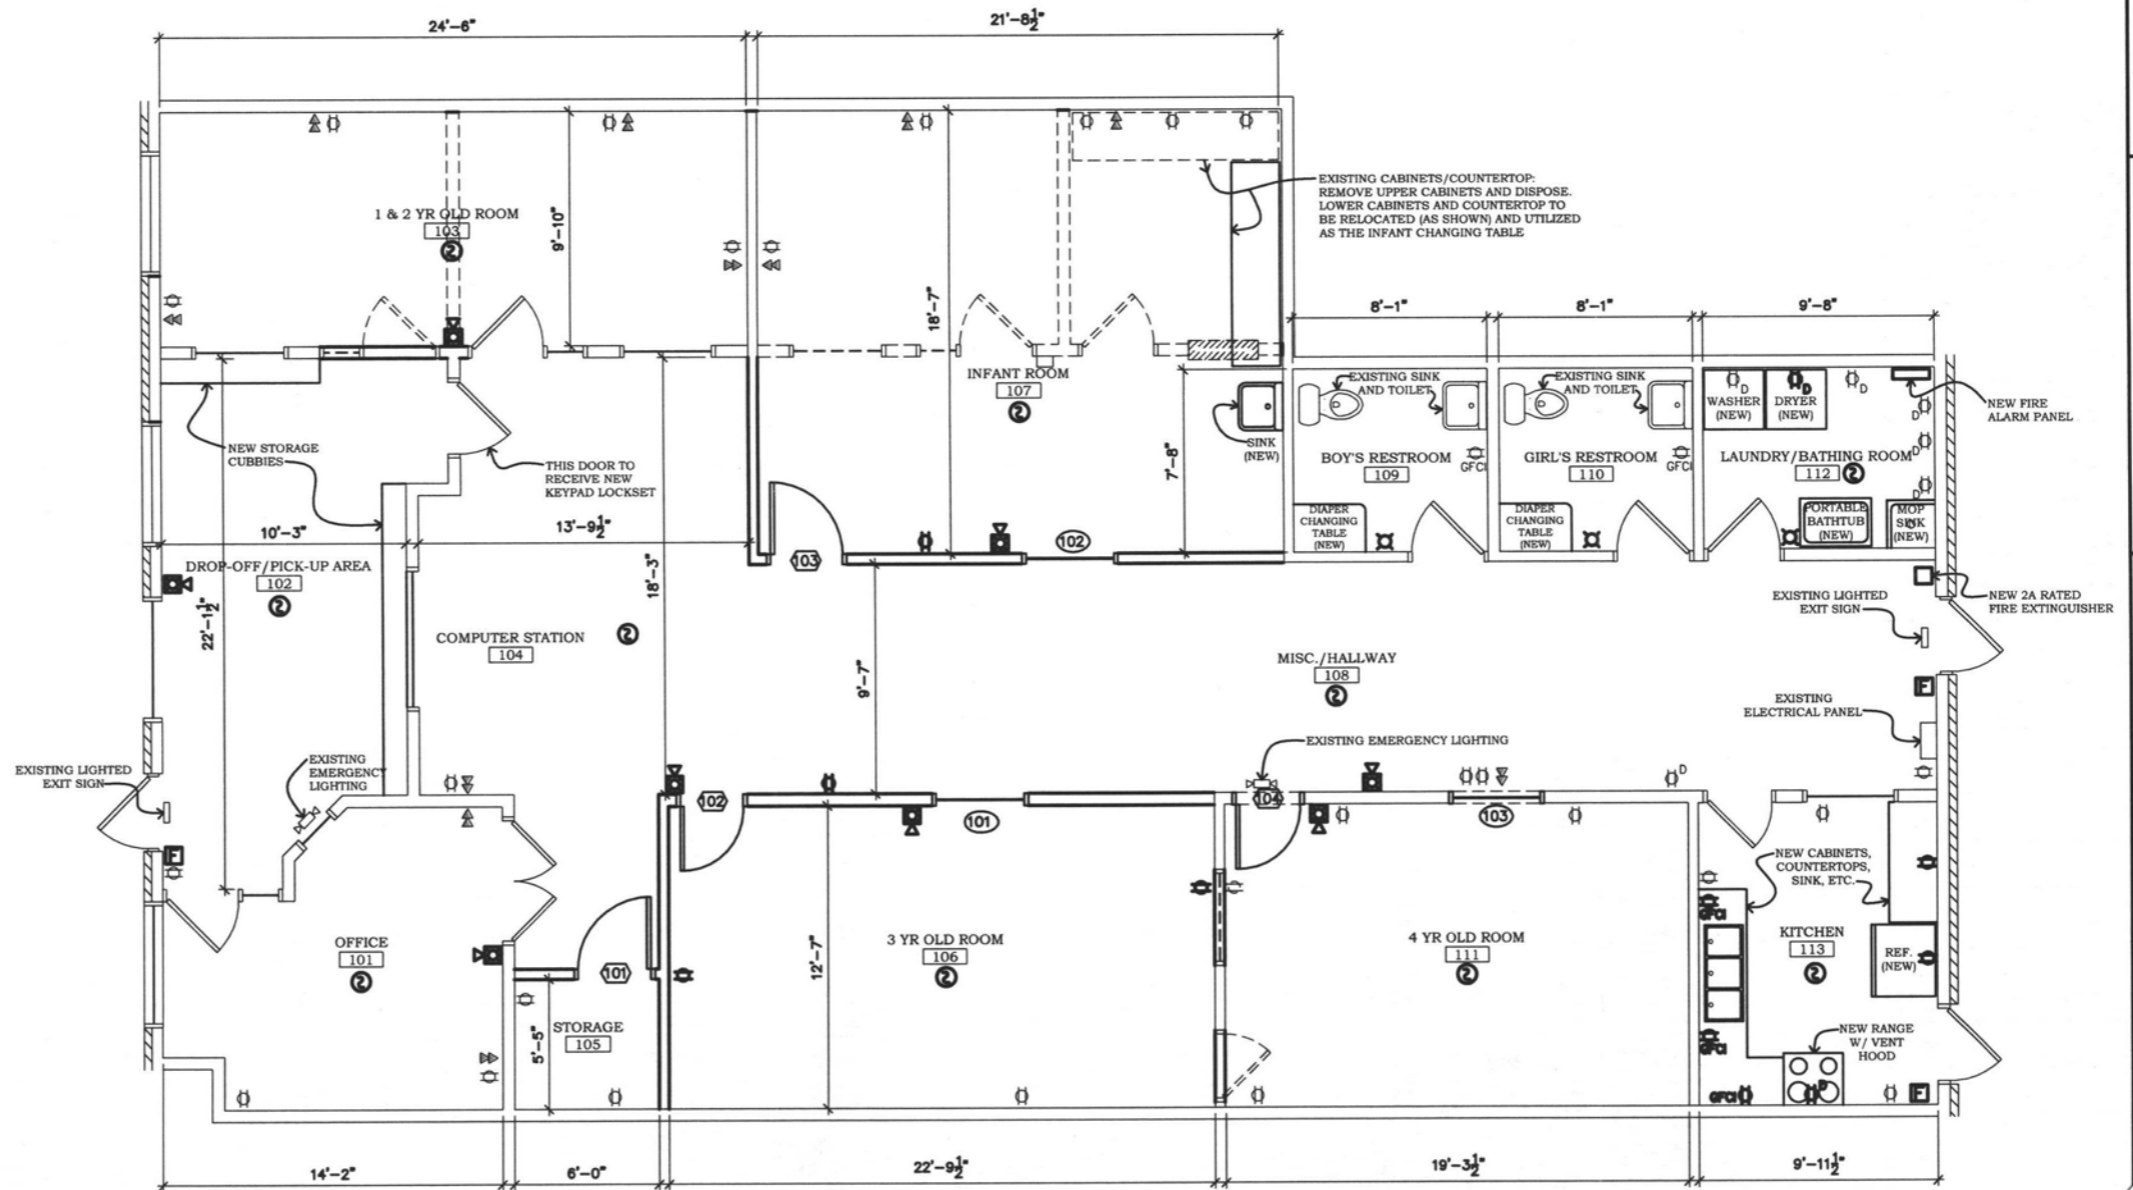 24'-6"
21'-8½"
EXISTING CABINETS/COUNTERTOP:
REMOVE UPPER CABINETS AND DISPOSE.
LOWER CABINETS AND COUNTERTOP TO
BE RELOCATED (AS SHOWN) AND UTILIZED
AS THE INFANT CHANGING TABLE
1 & 2 YR OLD ROOM
103
9'-10"
18'-7"
8'-1"
8'-1"
9'-8"
INFANT ROOM
107
EXISTING SINK
AND TOILET
EXISTING SINK
AND TOILET
D
D
D
WASHER
(NEW)
DRYER
(NEW)
D
NEW FIRE
ALARM PANEL
NEW STORAGE
CUBBIES
THIS DOOR TO
RECEIVE NEW
KEYPAD LOCKSET
SINK
(NEW)
7'-8"
BOY'S RESTROOM
109
GFCI
GIRL'S RESTROOM
110
GFCI
LAUNDRY/BATHING ROOM
112
D
D
10'-3"
13'-9½"
DIAPER
CHANGING
TABLE
(NEW)
DIAPER
CHANGING
TABLE
(NEW)
PORTABLE
BATHTUB
(NEW)
MOP
SINK
(NEW)
102
103
DROP-OFF/PICK-UP AREA
102
22'-1½"
18'-3"
COMPUTER STATION
104
9'-7"
MISC./HALLWAY
108
EXISTING LIGHTED
EXIT SIGN
NEW 2A RATED
FIRE EXTINGUISHER
F
EXISTING
ELECTRICAL PANEL
EXISTING EMERGENCY LIGHTING
EXISTING LIGHTED
EXIT SIGN
EXISTING
EMERGENCY
LIGHTING
D
102
104
101
103
F
NEW CABINETS,
COUNTERTOPS,
SINK, ETC.
GFCI
OFFICE
101
3 YR OLD ROOM
106
4 YR OLD ROOM
111
KITCHEN
113
REF.
(NEW)
12'-7"
101
STORAGE
105
5'-5"
NEW RANGE
W/ VENT
HOOD
GFCI
GFCI
D
F
14'-2"
6'-0"
22'-9½"
19'-3½"
9'-11½"